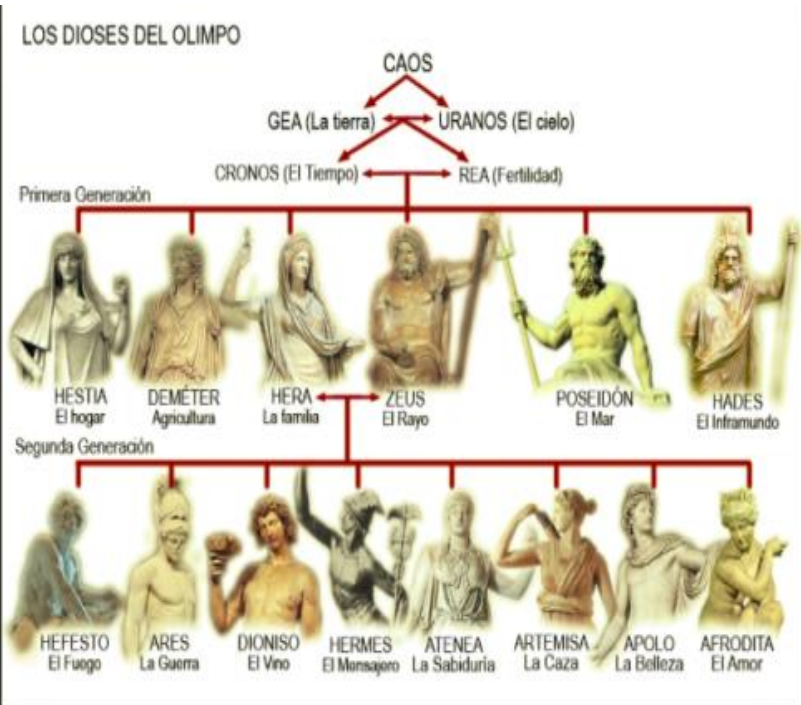 LOS DIOSES DEL OLIMPO
CAOS
GEA (La tierra) URANOS (El cielo)
CRONOS (El Tiempo) REA (Fertilidad)
Primera Generación
HESTIA DEMÉTER HERA ZEUS POSEIDÓN HADES
El hogar Agricultura La familia El Rayo El Mar El Inframundo
Segunda Generación
HEFESTO ARES DIONISO HERMES ATENEA ARTEMISA APOLO AFRODITA
El Fuego La Guerra El Vino El Mensajero La Sabiduria La Caza La Belleza El Amor